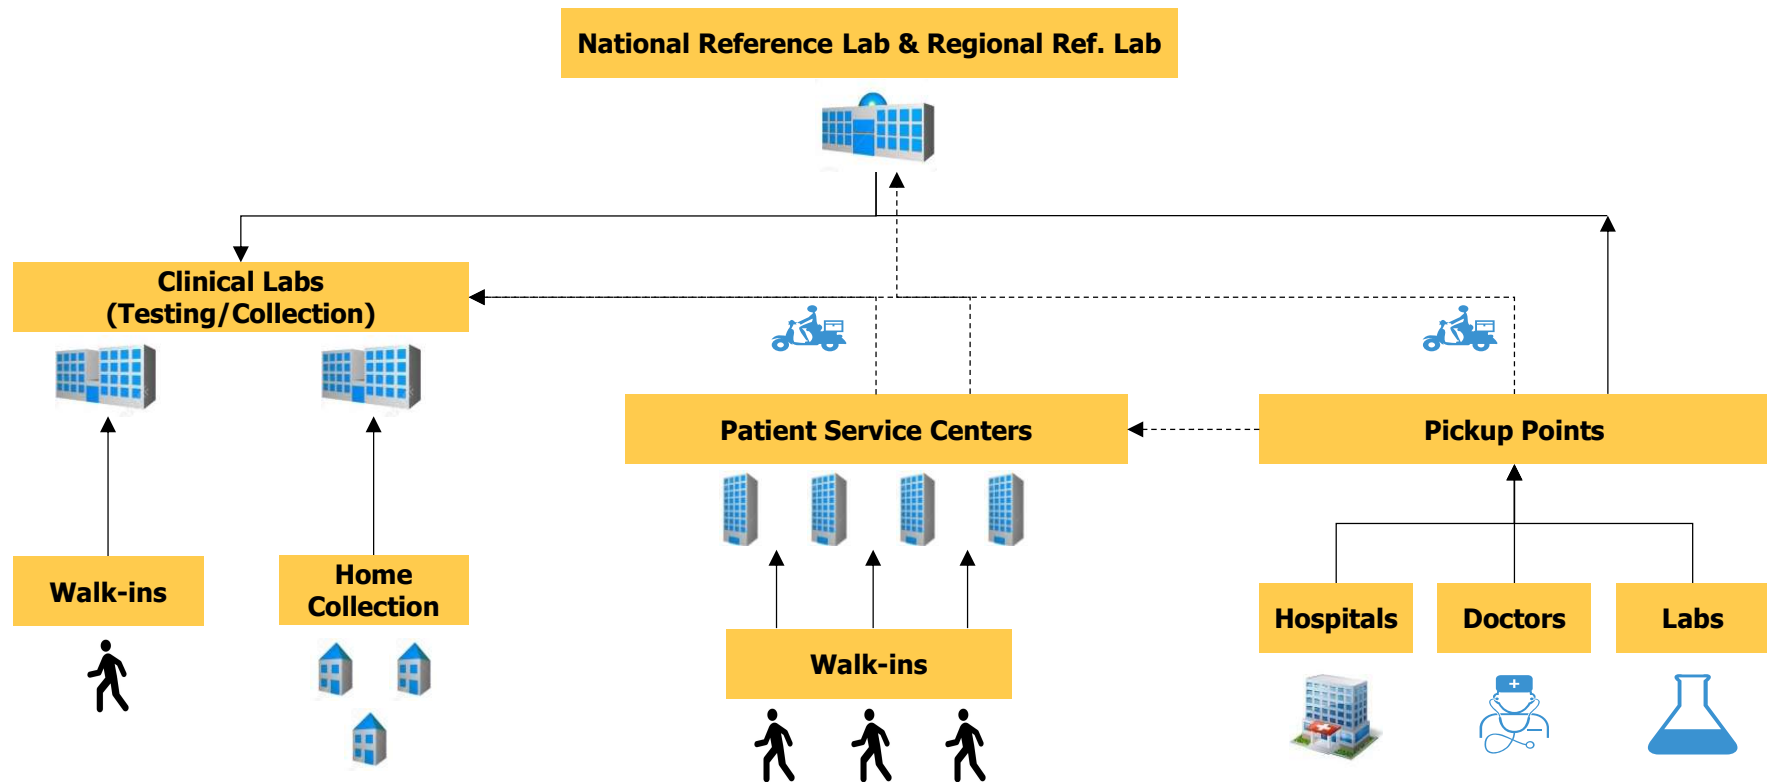 National Reference Lab & Regional Ref. Lab
Clinical Labs
(Testing/Collection)
Patient Service Centers
Pickup Points
Walk-ins
Home
Collection
Walk-ins
Hospitals
Doctors
Labs